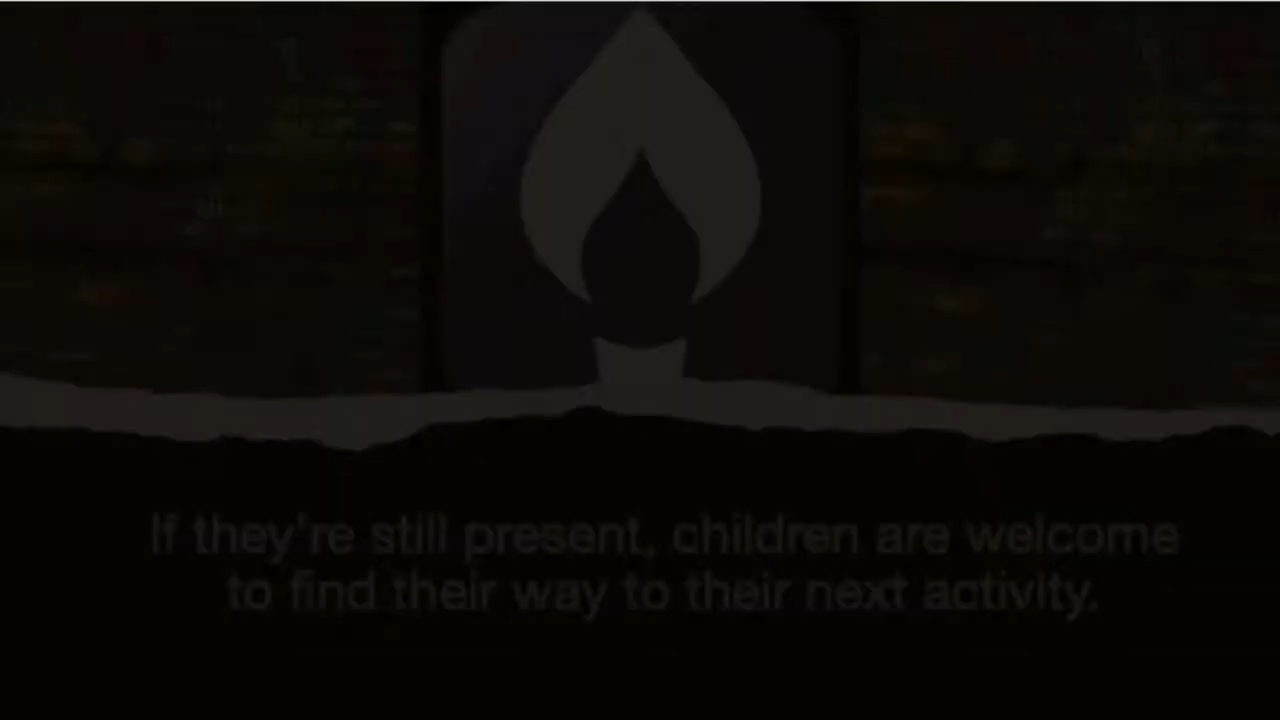 If they're still present, children are welcome
to find their way to their next activity.